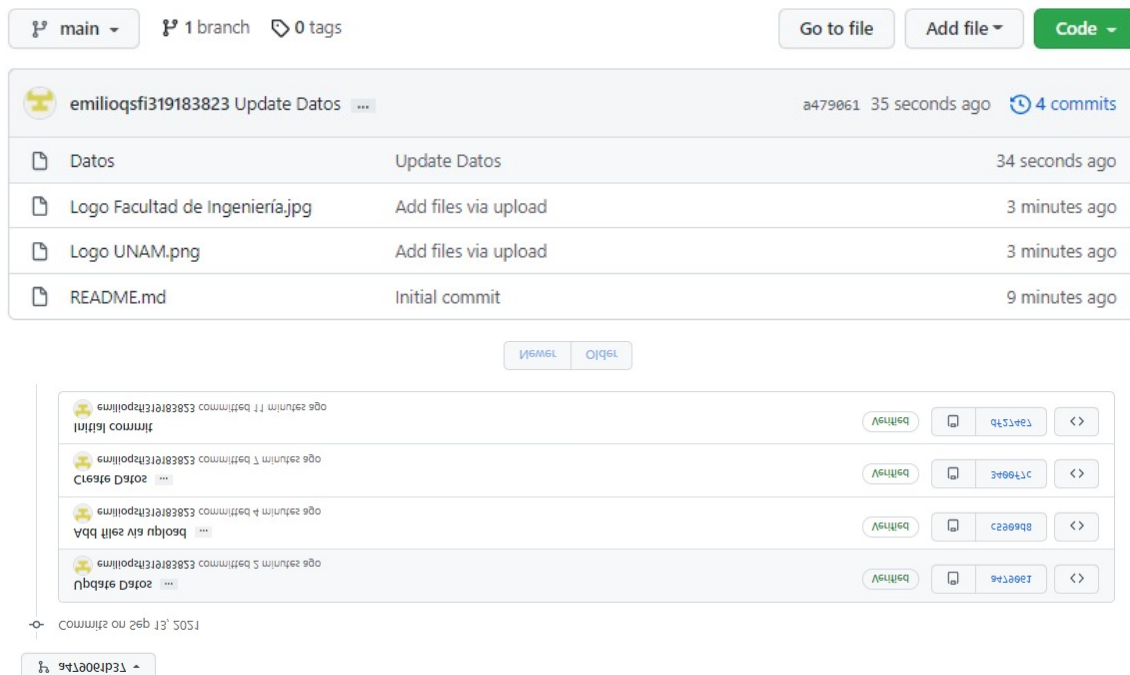 main 1 branch 0 tags Go to file Add file Code
emilioqsfi319183823 Update Datos ... a479061 35 seconds ago 4 commits
Datos Update Datos 34 seconds ago
Logo Facultad de Ingeniería.jpg Add files via upload 3 minutes ago
Logo UNAM.png Add files via upload 3 minutes ago
README.md Initial commit 9 minutes ago
a479061b37
Commits on Sep 13, 2021
Update Datos ...
emilioqsfi319183823 committed 2 minutes ago Verified a479061 <>
Add files via upload ...
emilioqsfi319183823 committed 4 minutes ago Verified c590ad8 <>
Create Datos ...
emilioqsfi319183823 committed 7 minutes ago Verified 3400f7c <>
Initial commit
emilioqsfi319183823 committed 11 minutes ago Verified df27467 <>
Newer Older